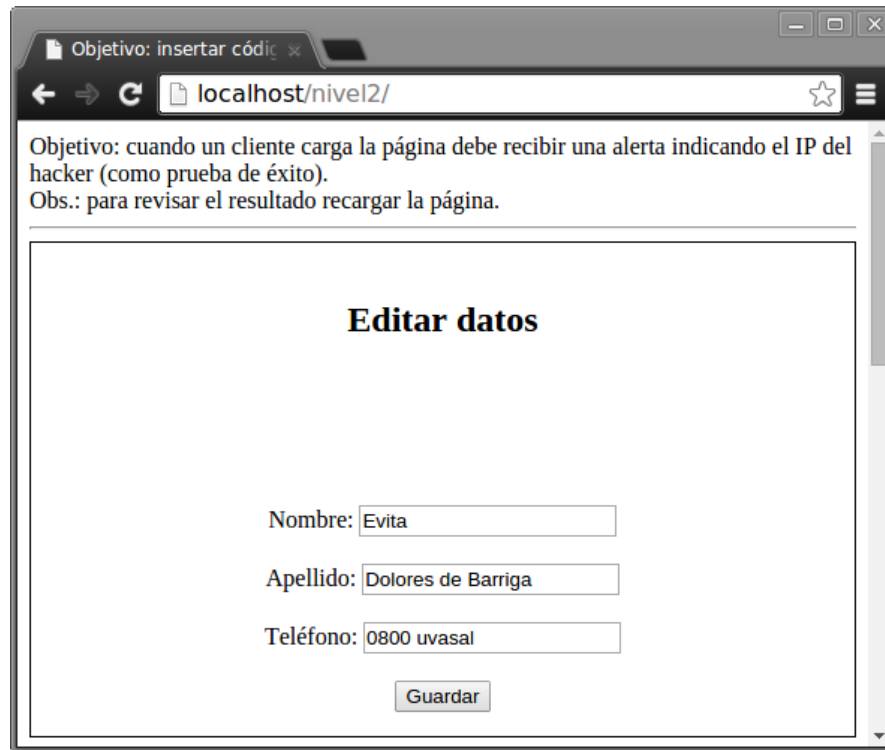 Objetivo: insertar códig
localhost/nivel2/
Objetivo: cuando un cliente carga la página debe recibir una alerta indicando el IP del
hacker (como prueba de éxito).
Obs.: para revisar el resultado recargar la página.
Editar datos
Nombre: Evita
Apellido: Dolores de Barriga
Teléfono: 0800 uvasal
Guardar